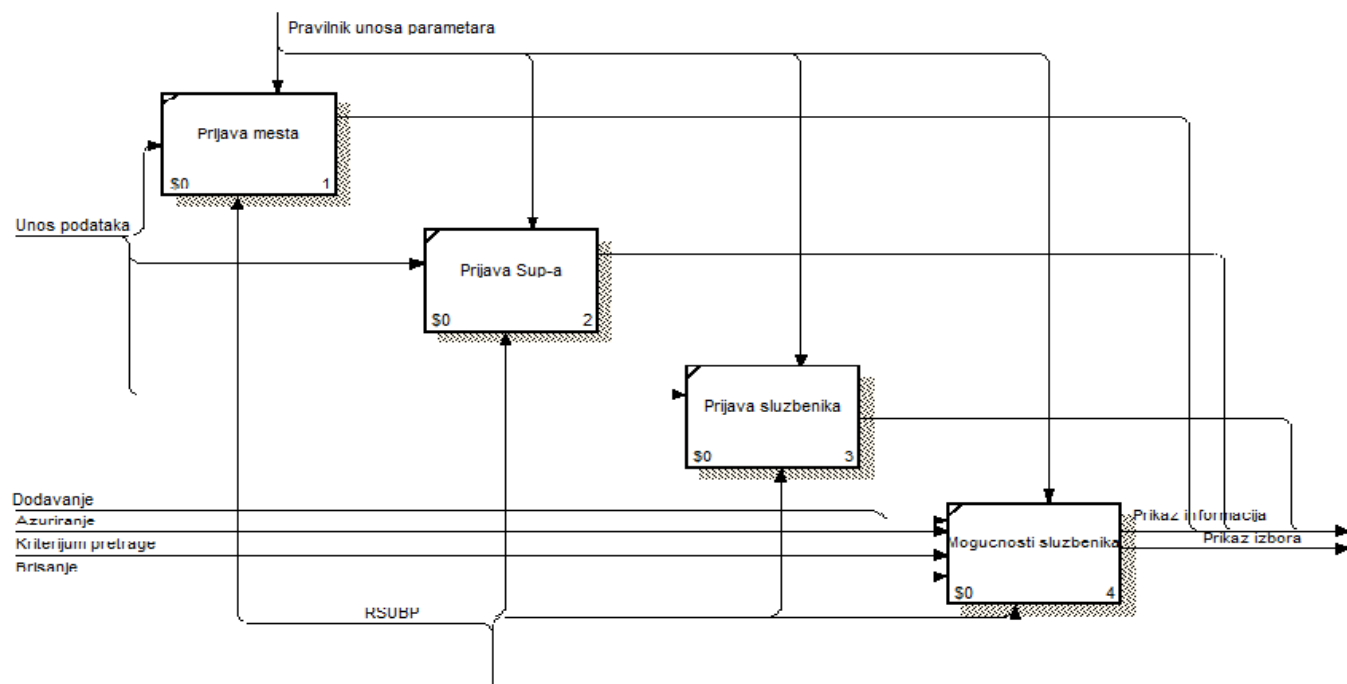 Pravilnik unosa parametara
Prijava mesta
$0 1
Unos podataka
Prijava Sup-a
$0 2
Prijava sluzbenika
$0 3
Dodavanje
Azuriranje
Kriterijum pretrage
Brisanje
Mogucnosti sluzbenika
$0 4
Prikaz informacija
Prikaz izbora
RSUBP